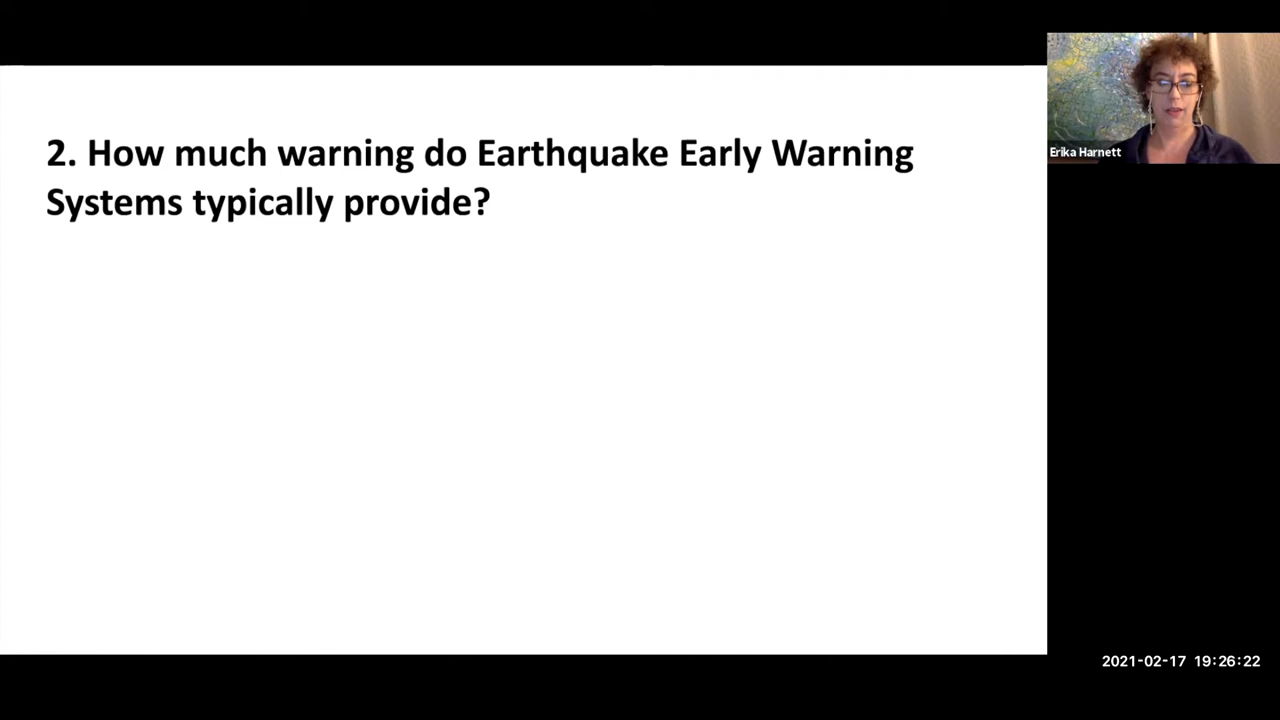 2. How much warning do Earthquake Early Warning
Systems typically provide?
Erika Harnett
2021-02-17 19:26:22